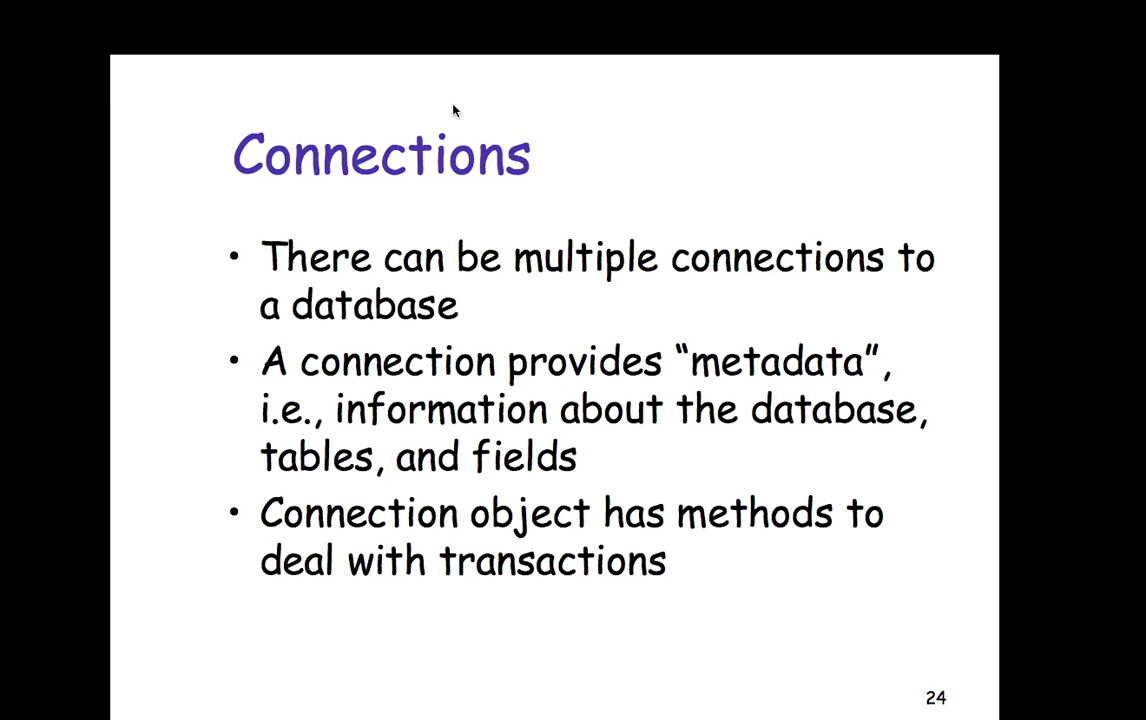 Connections
• There can be multiple connections to
a database
• A connection provides “metadata”,
i.e., information about the database,
tables, and fields
• Connection object has methods to
deal with transactions
24